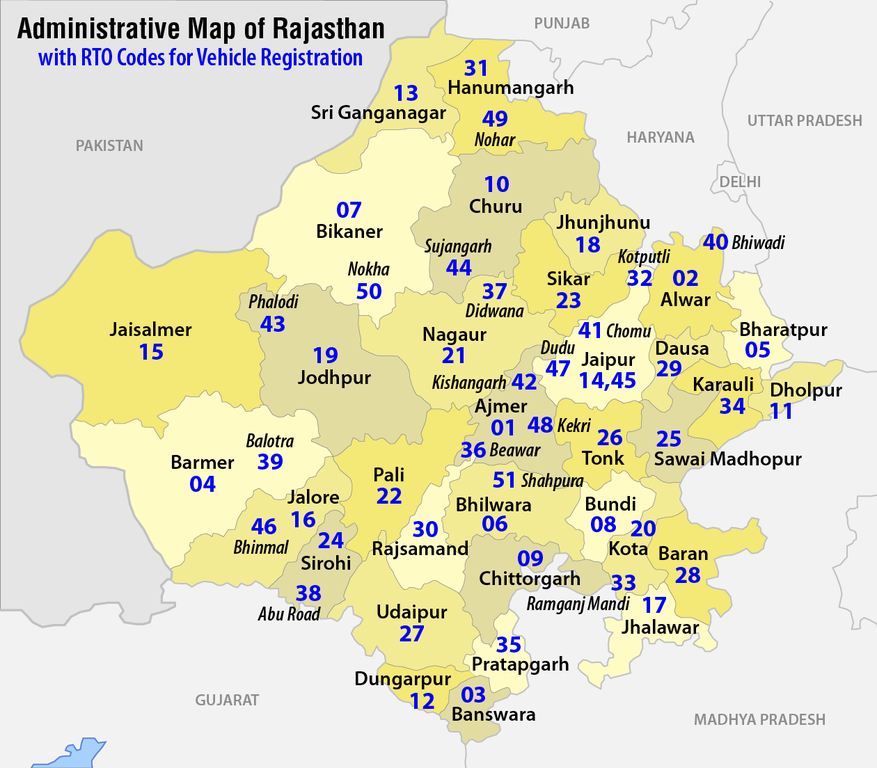 Administrative Map of Rajasthan
with RTO Codes for Vehicle Registration
PUNJAB
31
Hanumangarh
13
Sri Ganganagar
49
Nohar
UTTAR PRADESH
HARYANA
PAKISTAN
DELHI
10
Churu
07
Bikaner
Jhunjhunu
18
40 Bhiwadi
Sujangarh
44
Kotputli
32
Nokha
50
02
Alwar
Sikar
23
37
Didwana
Phalodi
43
Jaisalmer
15
Nagaur
21
41 Chomu
Bharatpur
05
Dudu
47
Jaipur
14,45
Dausa
29
19
Jodhpur
Kishangarh 42
Karauli
34
Dholpur
11
Ajmer
01
48 Kekri
26
Tonk
25
Sawai Madhopur
Balotra
39
36 Beawar
Barmer
04
Pali
22
51 Shahpura
Jalore
16
Bhilwara
06
Bundi
08
20
Kota
46
Bhinmal
30
Rajsamand
24
Sirohi
Baran
28
09
Chittorgarh
33
Ramganj Mandi
38
Abu Road
17
Jhalawar
Udaipur
27
35
Pratapgarh
Dungarpur
12
03
Banswara
GUJARAT
MADHYA PRADESH